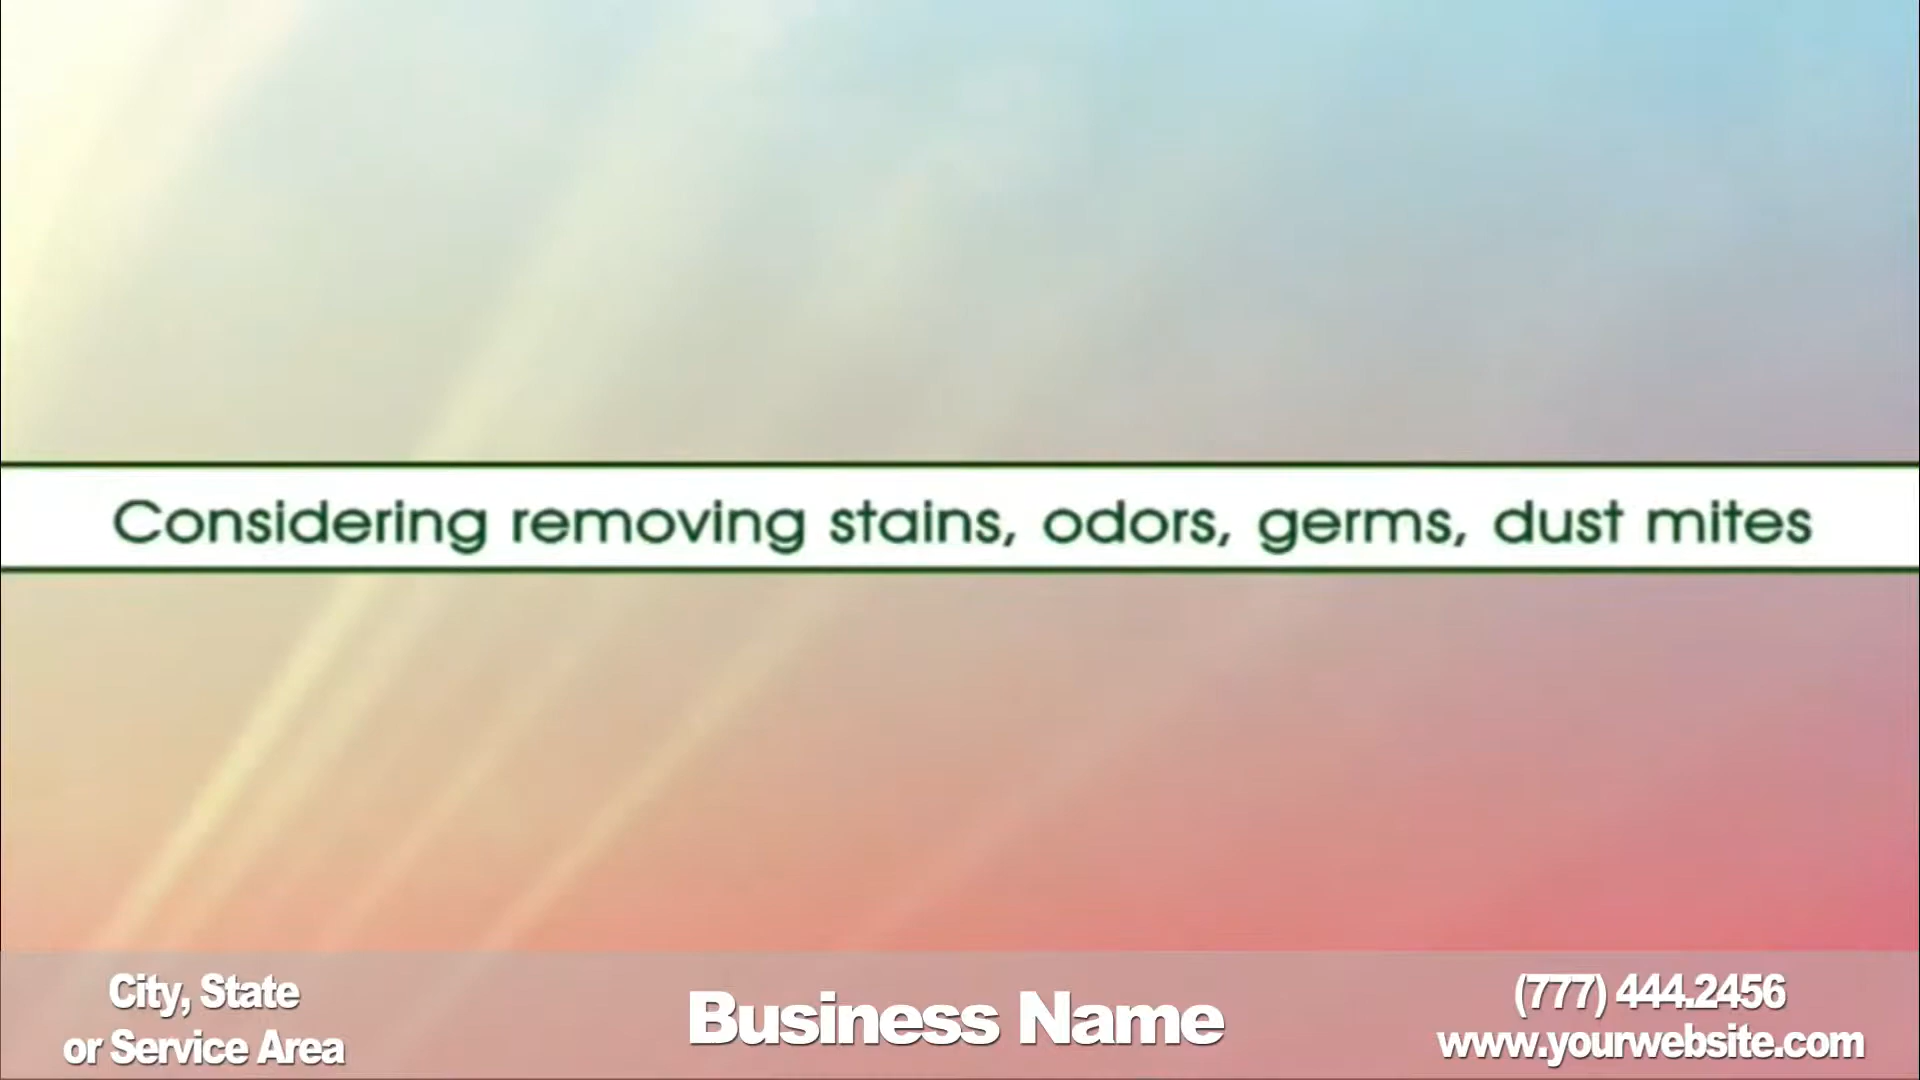 Considering removing stains, odors, germs, dust mites
City, State
or Service Area
Business Name
(777) 444.2456
www.yourwebsite.com